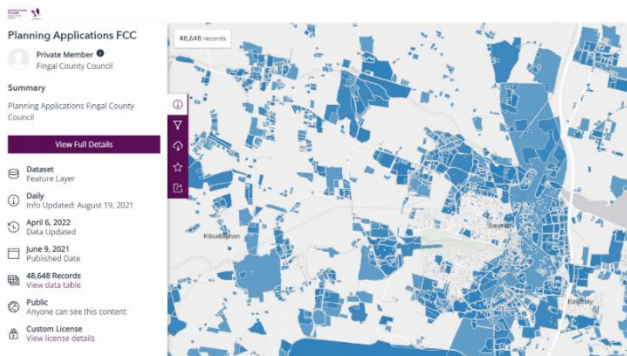 Planning Applications FCC
Private Member
Fingal County Council
Summary
Planning Applications Fingal County
Council
View Full Details
Dataset
Feature Layer
Daily
Info Updated: August 19, 2021
April 6, 2022
Data Updated
June 9, 2021
Published Date
48,648 Records
View data table
Public
Anyone can see this content
Custom License
View license details
48,648 records
Swords